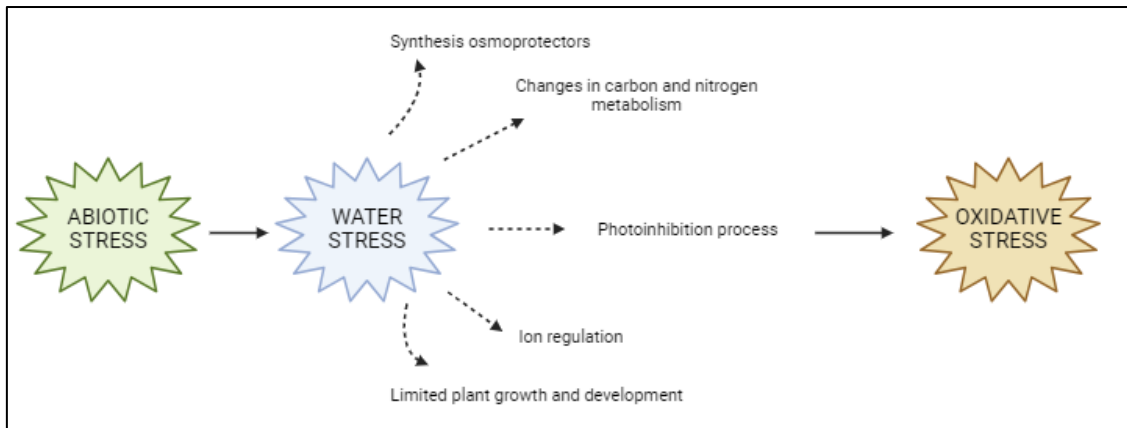 Synthesis osmoprotectors
Changes in carbon and nitrogen
metabolism
ABIOTIC
STRESS
WATER
STRESS
Photoinhibition process
OXIDATIVE
STRESS
Ion regulation
Limited plant growth and development